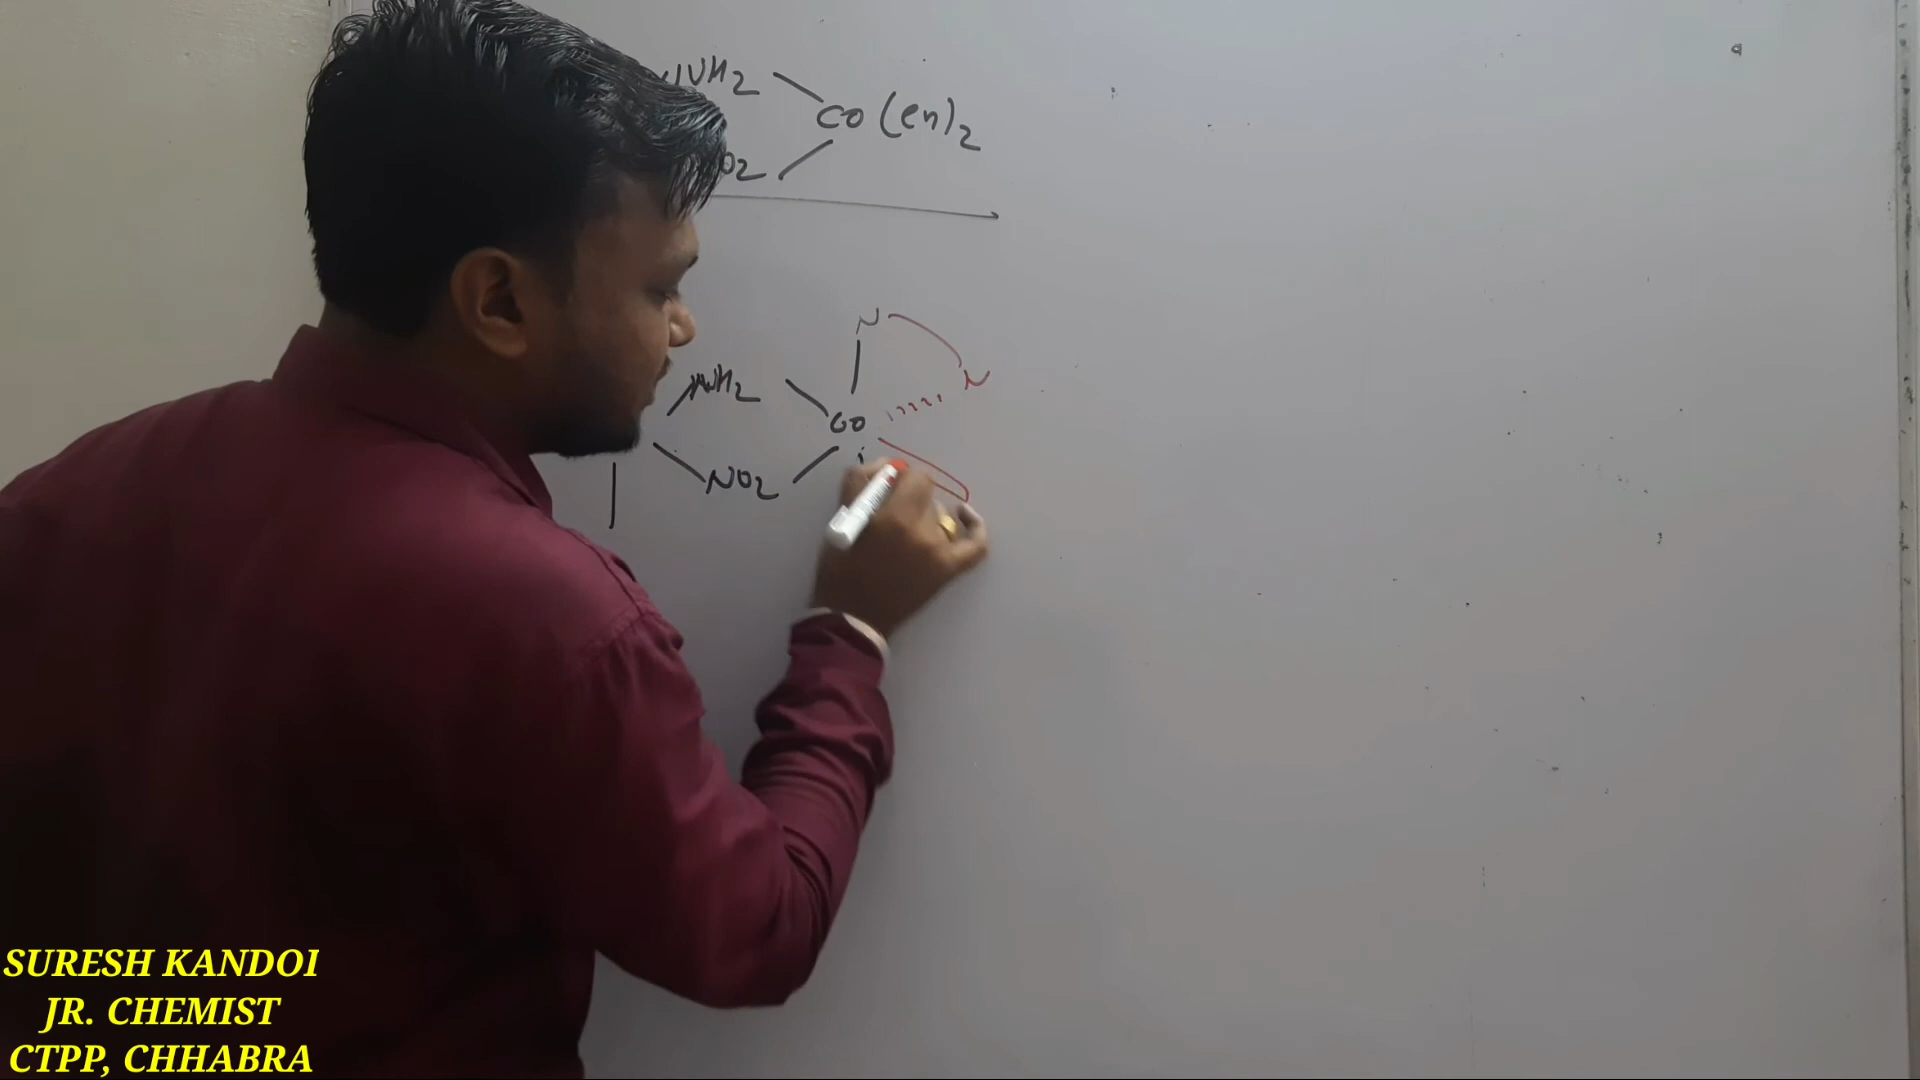 NH2
Co (en)2
O2
N
N
NH2
Co
NO2
SURESH KANDOI
JR. CHEMIST
CTPP, CHHABRA